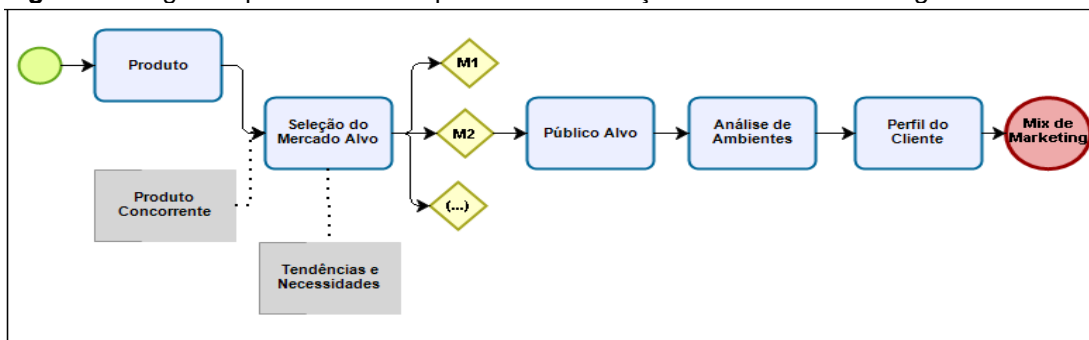 Produto
Seleção do
Mercado Alvo
M1
M2
(...)
Público Alvo
Análise de
Ambientes
Perfil do
Cliente
Mix de
Marketing
Produto
Concorrente
Tendências e
Necessidades